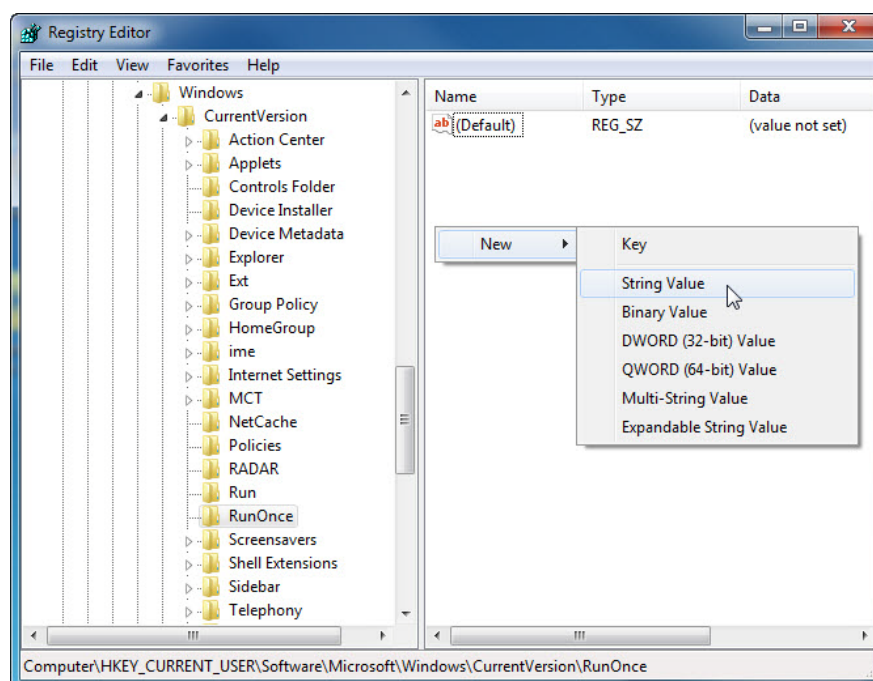 Registry Editor
File Edit View Favorites Help
Windows
CurrentVersion
Action Center
Applets
Controls Folder
Device Installer
Device Metadata
Explorer
Ext
Group Policy
HomeGroup
ime
Internet Settings
MCT
NetCache
Policies
RADAR
Run
RunOnce
Screensavers
Shell Extensions
Sidebar
Telephony
Name Type Data
ab (Default) REG_SZ (value not set)
New
Key
String Value
Binary Value
DWORD (32-bit) Value
QWORD (64-bit) Value
Multi-String Value
Expandable String Value
Computer\HKEY_CURRENT_USER\Software\Microsoft\Windows\CurrentVersion\RunOnce